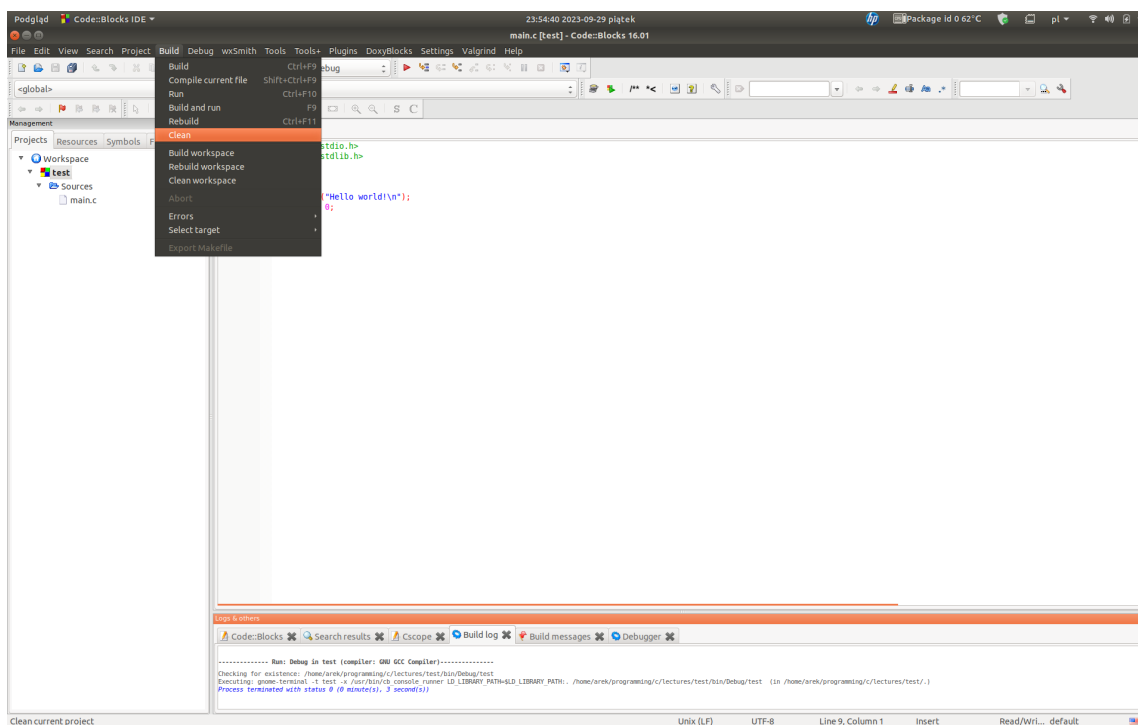 Podgląd Code::Blocks IDE 23:54:40 2023-09-29 piątek Package id 0 62°C pl
main.c [test] - Code::Blocks 16.01
File Edit View Search Project Build Debug wxSmith Tools Tools+ Plugins DoxyBlocks Settings Valgrind Help
Build Ctrl+F9
ebug
Compile current file Shift+Ctrl+F9
<global>
/** *<
Run Ctrl+F10
Build and run F9
S C
Rebuild Ctrl+F11
Management
Clean
Projects Resources Symbols F
Build workspace
Rebuild workspace
Clean workspace
Abort
Errors
Select target
Export Makefile
Workspace
test
Sources
main.c
stdio.h>
stdlib.h>
("Hello world!\n");
0;
Logs & others
Code::Blocks Search results Cscope Build log Build messages Debugger
-------------- Run: Debug in test (compiler: GNU GCC Compiler)---------------
Checking for existence: /home/arek/programming/c/lectures/test/bin/Debug/test
Executing: gnome-terminal -t test -x /usr/bin/cb_console_runner LD_LIBRARY_PATH=$LD_LIBRARY_PATH:. /home/arek/programming/c/lectures/test/bin/Debug/test (in /home/arek/programming/c/lectures/test/.)
Process terminated with status 0 (0 minute(s), 3 second(s))
Clean current project Unix (LF) UTF-8 Line 9, Column 1 Insert Read/Wri... default